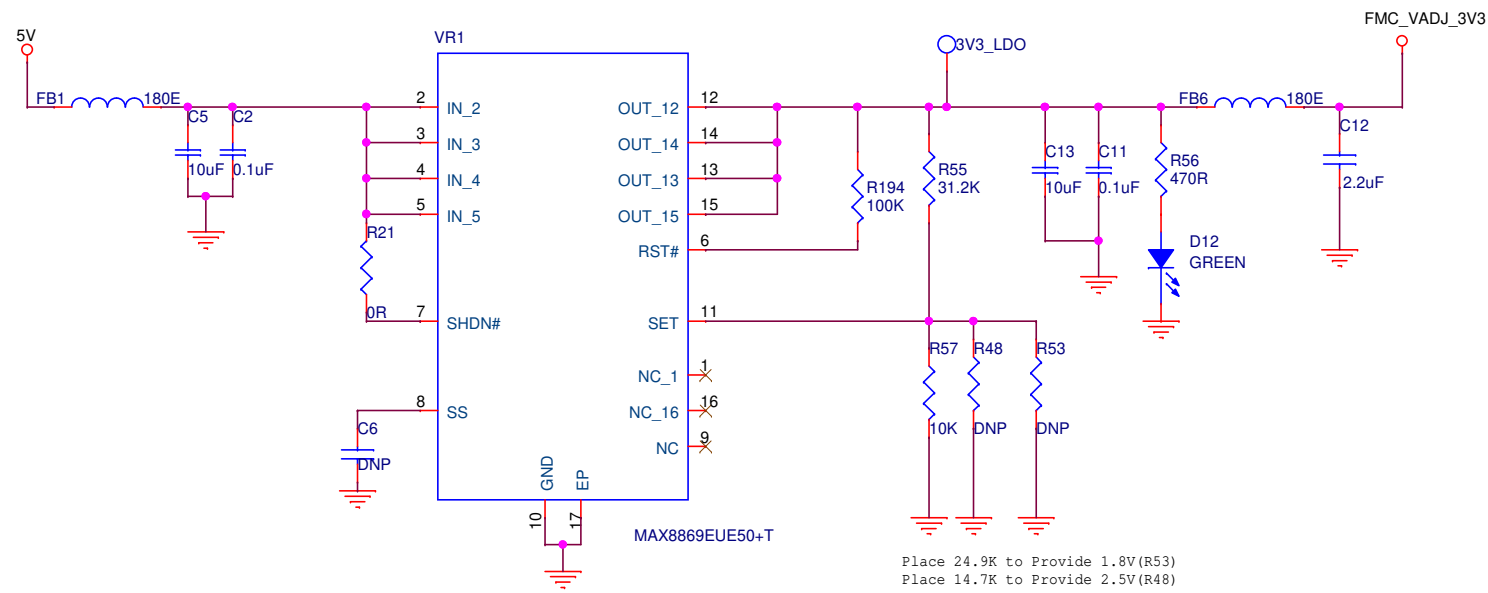 FMC_VADJ_3V3
5V
VR1
3V3_LDO
FB1
180E
C5
C2
10uF
0.1uF
2
IN_2
3
IN_3
4
IN_4
5
IN_5
R21
0R
7
SHDN#
8
SS
C6
DNP
OUT_12
12
OUT_14
14
OUT_13
13
OUT_15
15
RST#
6
SET
11
NC_1
1
NC_16
16
NC
9
GND
EP
10
17
MAX8869EUE50+T
R194
100K
R55
31.2K
C13
10uF
C11
0.1uF
R56
470R
D12
GREEN
FB6
180E
C12
2.2uF
R57
10K
R48
DNP
R53
DNP
Place 24.9K to Provide 1.8V(R53)
Place 14.7K to Provide 2.5V(R48)